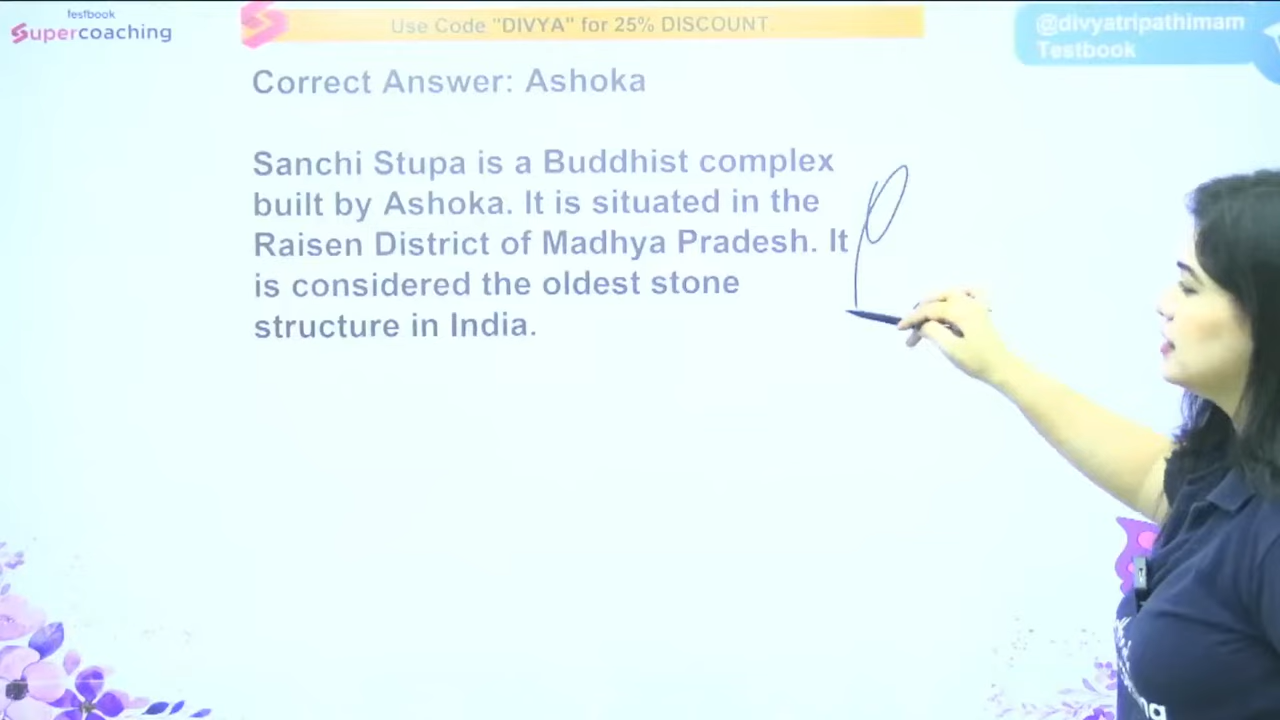 testbook
Supercoaching
Use Code "DIVYA" for 25% DISCOUNT.
@divyatripathimam
Testbook
Correct Answer: Ashoka
Sanchi Stupa is a Buddhist complex
built by Ashoka. It is situated in the
Raisen District of Madhya Pradesh. It
is considered the oldest stone
structure in India.